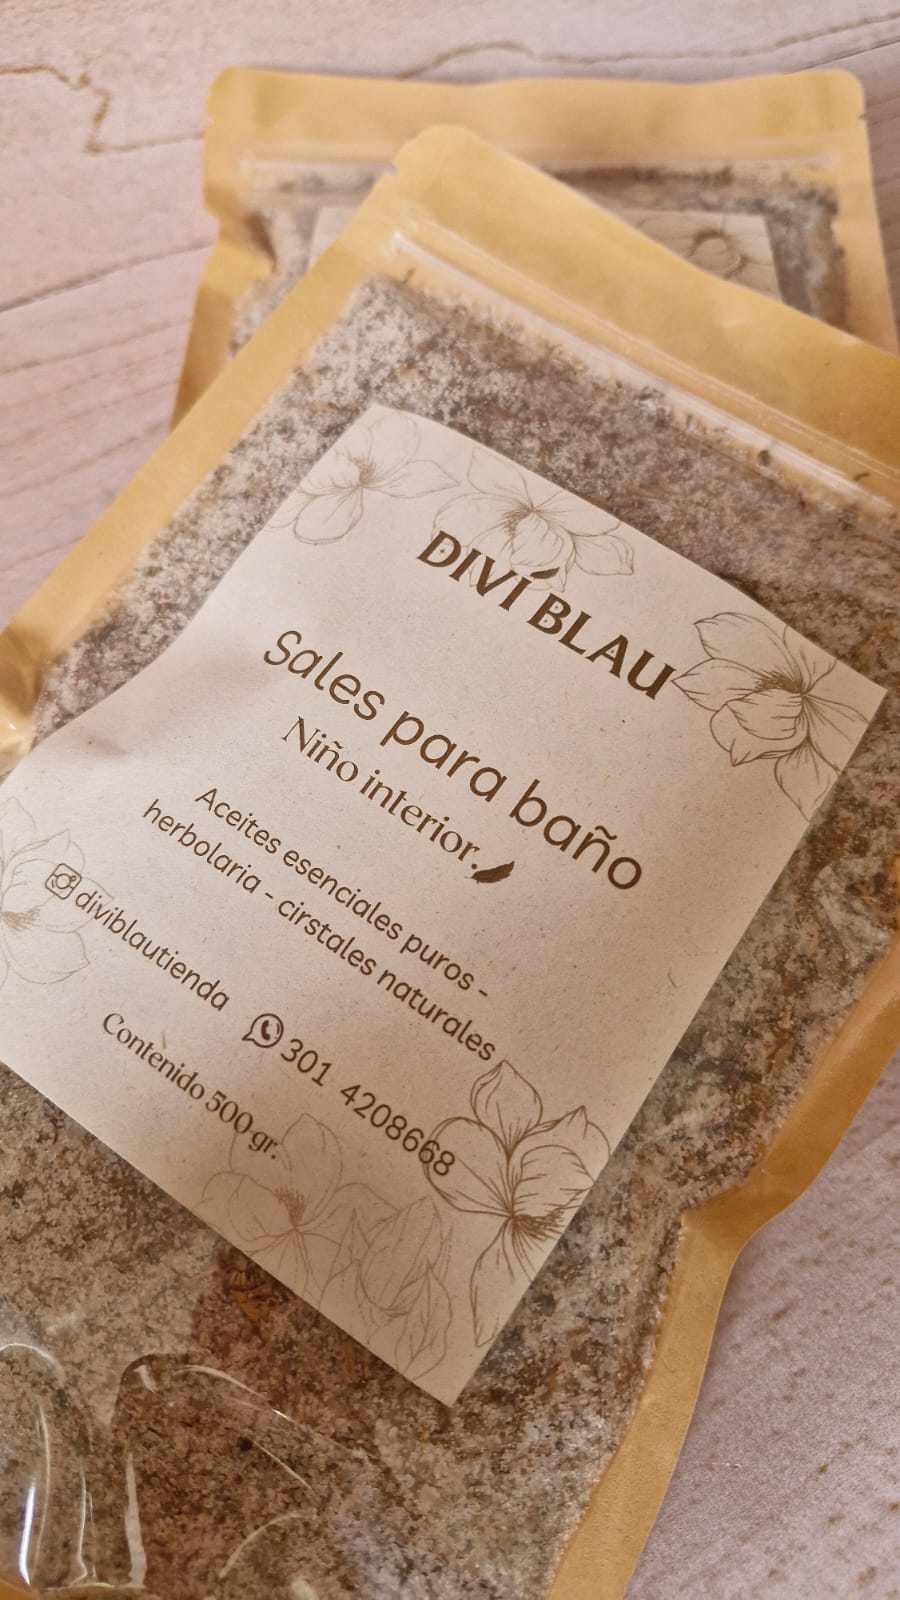 DIVÍ BLAU
Sales para baño
Niño interior.
Aceites esenciales puros -
herbolaria - cirstales naturales
diviblautienda
301 4208668
Contenido 500 gr.